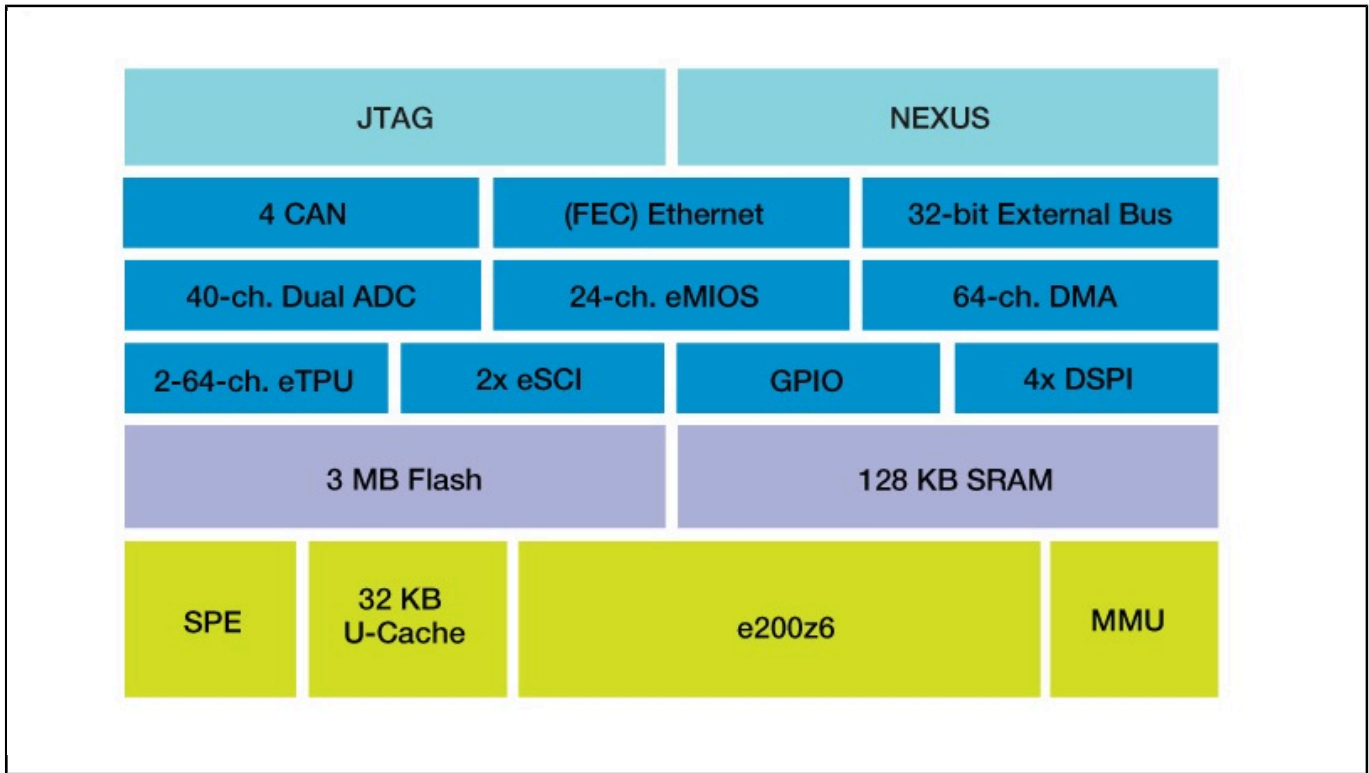 JTAG
NEXUS
4 CAN
(FEC) Ethernet
32-bit External Bus
40-ch. Dual ADC
24-ch. eMIOS
64-ch. DMA
2-64-ch. eTPU
2x eSCI
GPIO
4x DSPI
3 MB Flash
128 KB SRAM
SPE
32 KB
U-Cache
e200z6
MMU